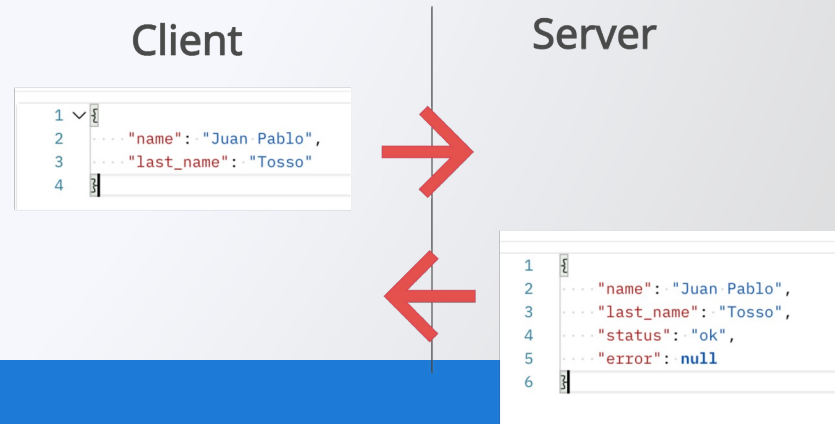 Client
Server
1 {
2 "name": "Juan Pablo",
3 "last_name": "Tosso"
4 }
1 {
2 "name": "Juan Pablo",
3 "last_name": "Tosso",
4 "status": "ok",
5 "error": null
6 }